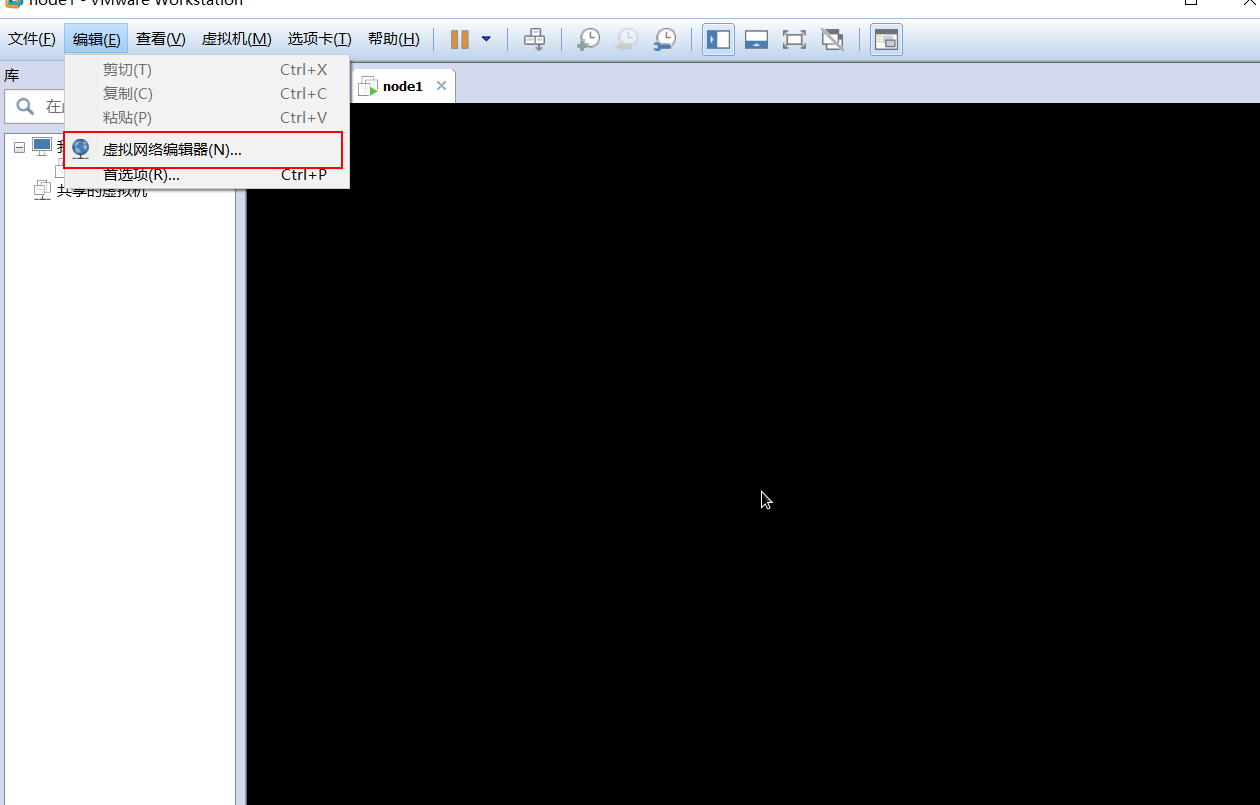 node1 - VMware Workstation
文件(F) 编辑(E) 查看(V) 虚拟机(M) 选项卡(T) 帮助(H)
库
在
node1
剪切(T) Ctrl+X
复制(C) Ctrl+C
粘贴(P) Ctrl+V
虚拟网络编辑器(N)...
首选项(R)... Ctrl+P
共享的虚拟机